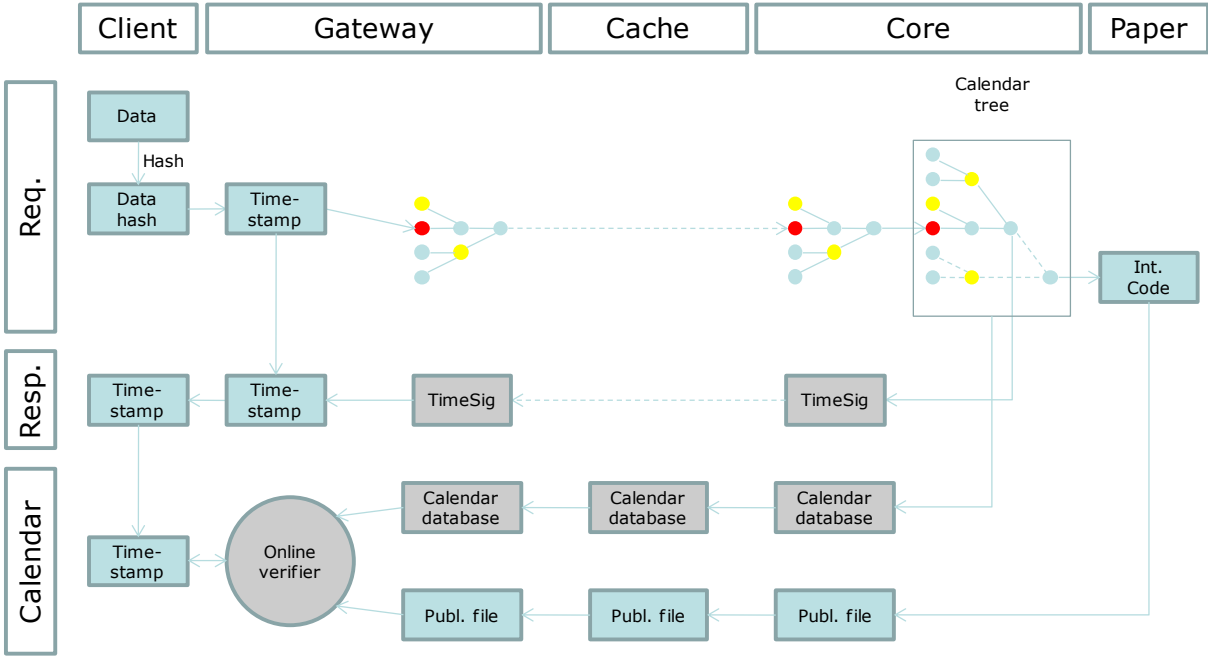 Client
Gateway
Cache
Core
Paper
Req.
Calendar
tree
Data
Hash
Data
hash
Time-
stamp
Int.
Code
Resp.
Time-
stamp
Time-
stamp
TimeSig
TimeSig
Calendar
Calendar
database
Calendar
database
Calendar
database
Time-
stamp
Online
verifier
Publ. file
Publ. file
Publ. file